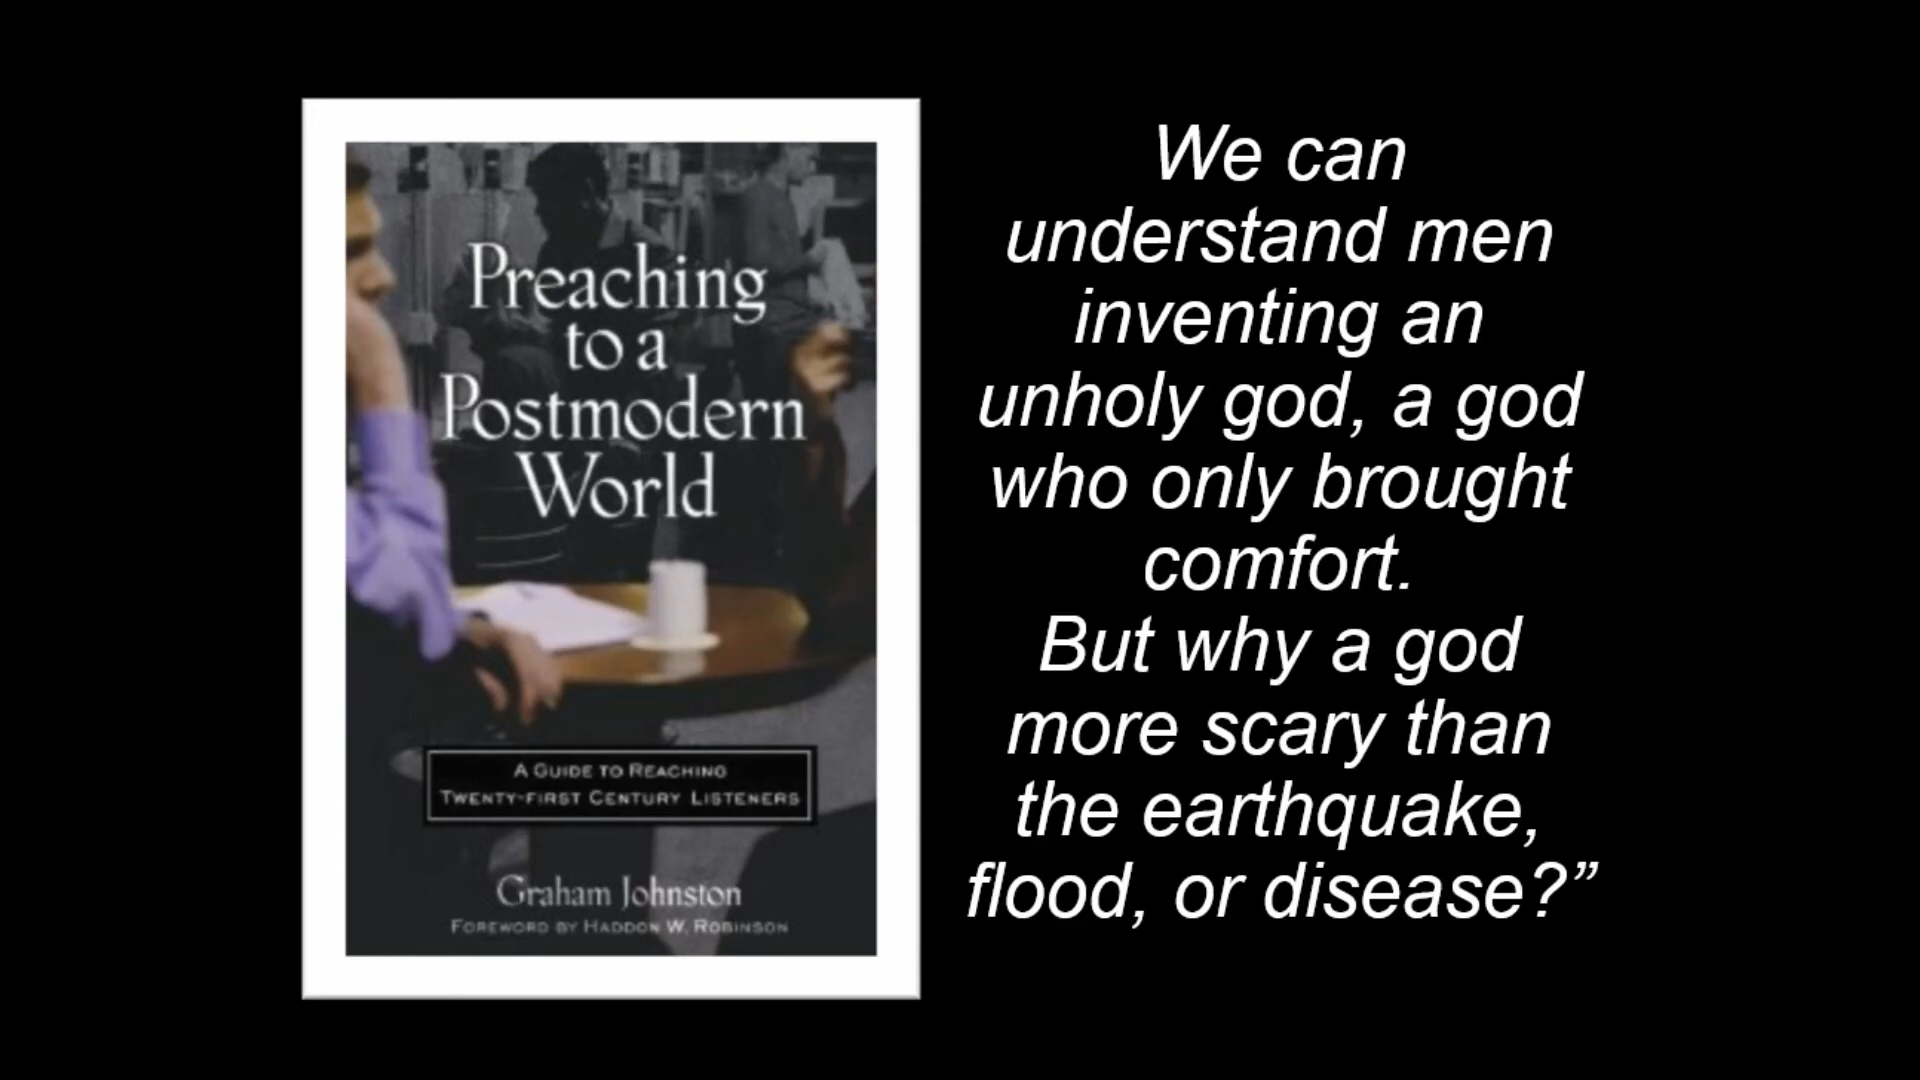 Preaching
to a
Postmodern
World
A GUIDE TO REACHING
TWENTY-FIRST CENTURY LISTENERS
Graham Johnston
FOREWORD BY HADDON W. ROBINSON
We can
understand men
inventing an
unholy god, a god
who only brought
comfort.
But why a god
more scary than
the earthquake,
flood, or disease?”